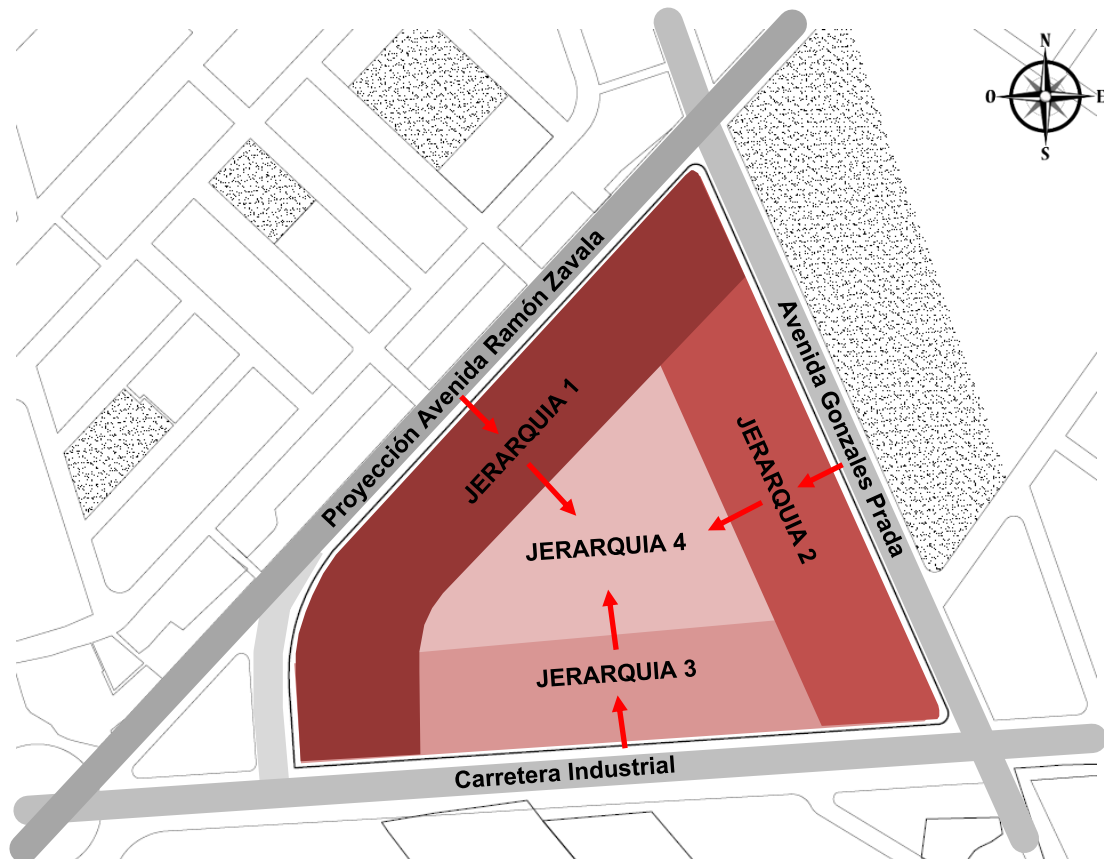 N
O
E
S
Proyección Avenida Ramón Zavala
Avenida Gonzales Prada
JERARQUIA 1
JERARQUIA 2
JERARQUIA 4
JERARQUIA 3
Carretera Industrial